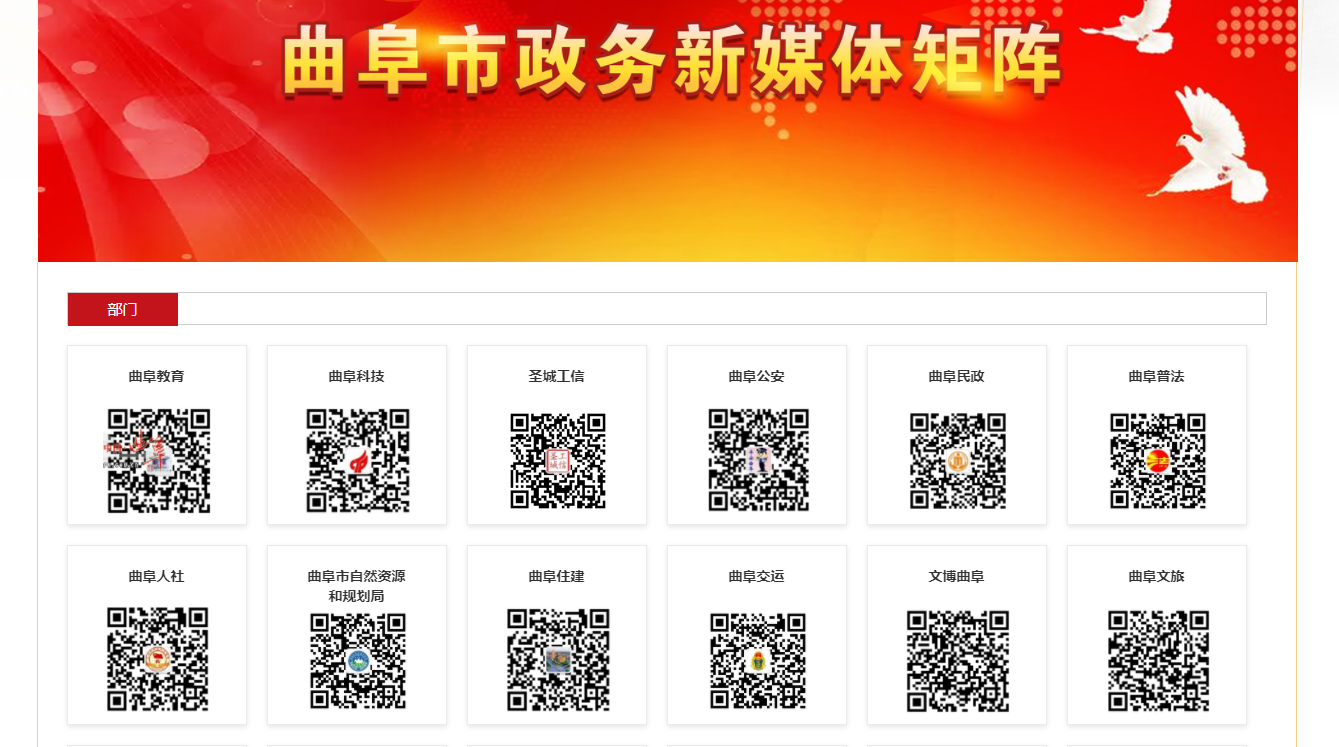 曲阜市政务新媒体矩阵
部门
曲阜教育
曲阜科技
圣城工信
曲阜公安
曲阜民政
曲阜普法
曲阜人社
曲阜市自然资源
和规划局
曲阜住建
曲阜交运
文博曲阜
曲阜文旅